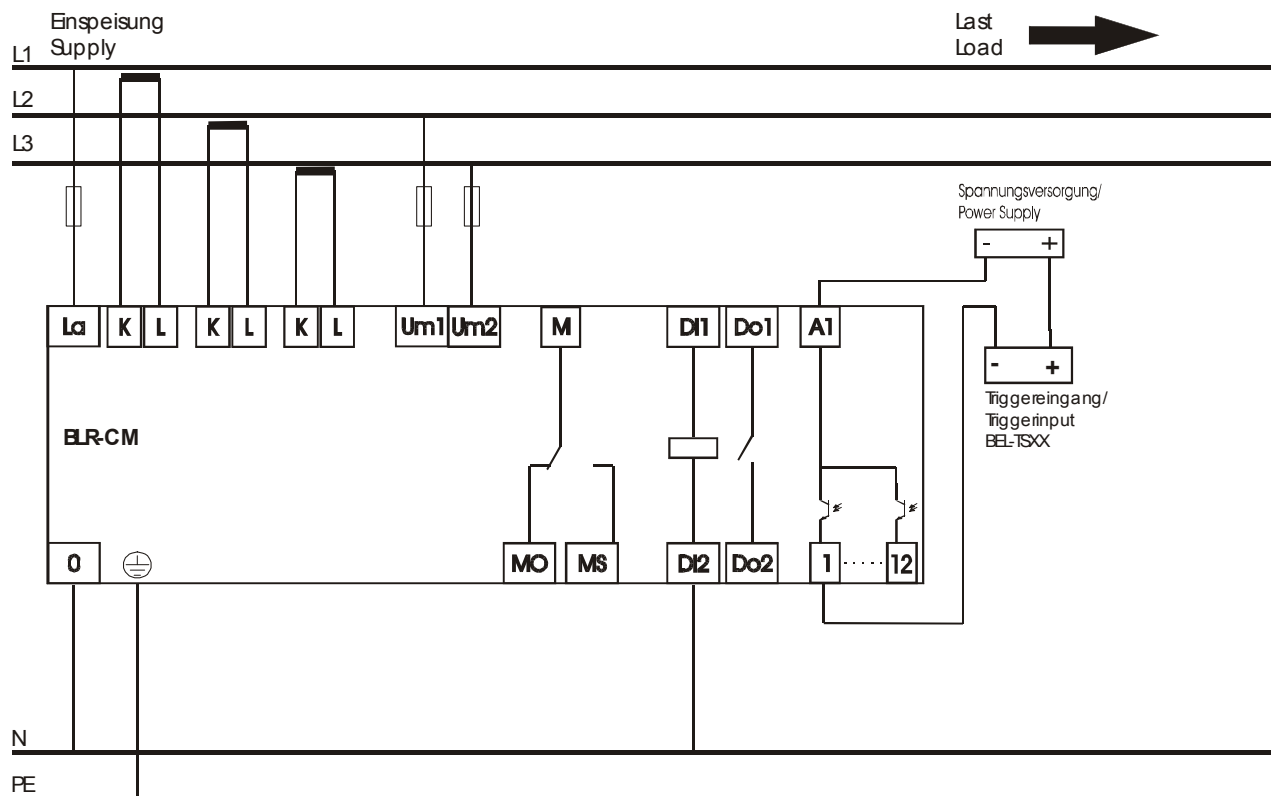 Einspeisung
Supply
Last
Load
L1
L2
L3
Spannungsversorgung/
Power Supply
- +
La K L K L K L Um1 Um2 M DI1 Do1 A1
- +
Triggereingang/
Triggerinput
BEL-TSXX
BLR-CM
0 MO MS DI2 Do2 1 ...... 12
N
PE